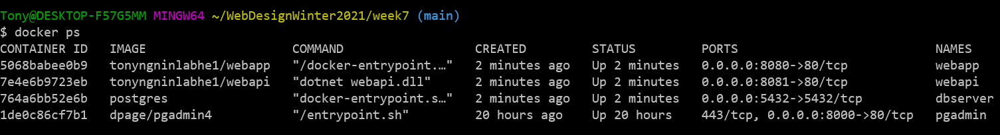 Tony@DESKTOP-F57G5MM MINGW64 ~/WebDesignWinter2021/week7 (main)
$ docker ps
CONTAINER ID   IMAGE                    COMMAND                  CREATED         STATUS         PORTS                           NAMES
5068babee0b9   tonyngninlabhe1/webapp   "/docker-entrypoint.…"   2 minutes ago   Up 2 minutes   0.0.0.0:8080->80/tcp            webapp
7e4e6b9723eb   tonyngninlabhe1/webapi   "dotnet webapi.dll"      2 minutes ago   Up 2 minutes   0.0.0.0:8081->80/tcp            webapi
764a6bb52e6b   postgres                 "docker-entrypoint.s…"   2 minutes ago   Up 2 minutes   0.0.0.0:5432->5432/tcp          dbserver
1de0c86cf7b1   dpage/pgadmin4           "/entrypoint.sh"         20 hours ago    Up 20 hours    443/tcp, 0.0.0.0:8000->80/tcp   pgadmin